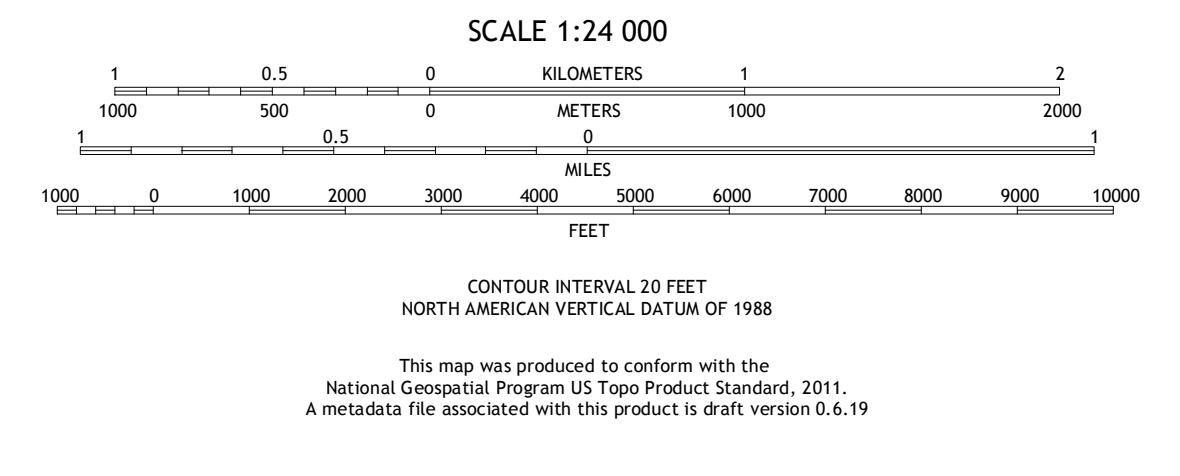 SCALE 1:24 000
1 0.5 0 KILOMETERS 1 2
1000 500 0 METERS 1000 2000
1 0.5 0 1
MILES
1000 0 1000 2000 3000 4000 5000 6000 7000 8000 9000 10000
FEET
CONTOUR INTERVAL 20 FEET
NORTH AMERICAN VERTICAL DATUM OF 1988
This map was produced to conform with the
National Geospatial Program US Topo Product Standard, 2011.
A metadata file associated with this product is draft version 0.6.19